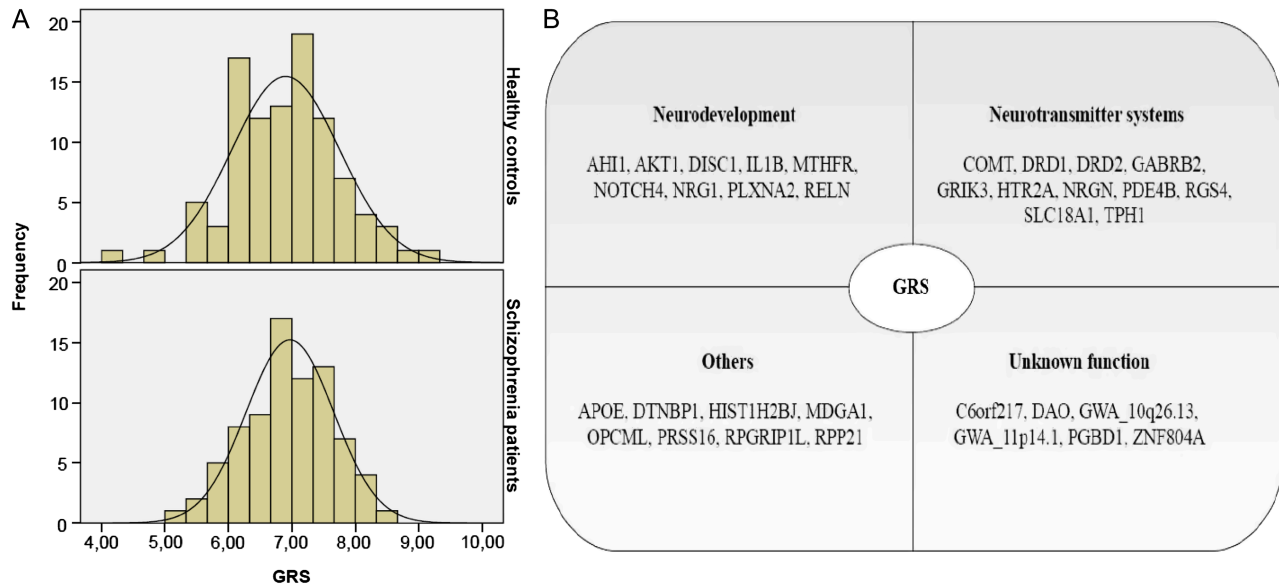 A
20
15
10
5
0
Healthy controls
Frequency
20
15
10
5
0
Schizophrenia patients
4,00 5,00 6,00 7,00 8,00 9,00 10,00
GRS
B
Neurodevelopment
AHI1, AKT1, DISC1, IL1B, MTHFR,
NOTCH4, NRG1, PLXNA2, RELN
Neurotransmitter systems
COMT, DRD1, DRD2, GABRB2,
GRIK3, HTR2A, NRGN, PDE4B, RGS4,
SLC18A1, TPH1
GRS
Others
APOE, DTNBP1, HIST1H2BJ, MDGA1,
OPCML, PRSS16, RPGRIP1L, RPP21
Unknown function
C6orf217, DAO, GWA_10q26.13,
GWA_11p14.1, PGBD1, ZNF804A